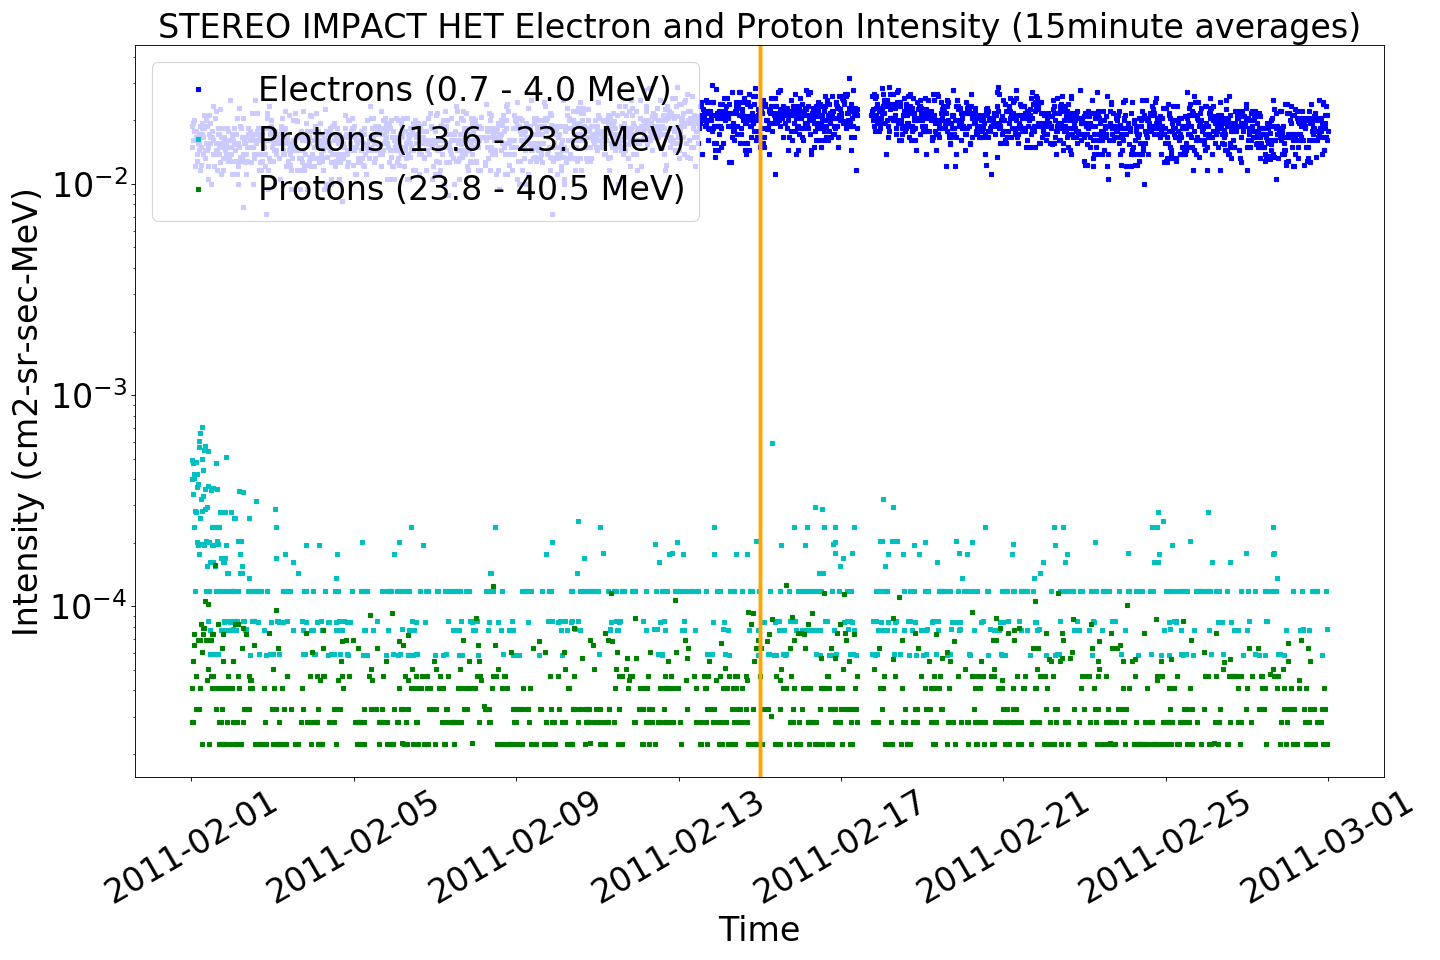 STEREO IMPACT HET Electron and Proton Intensity (15minute averages)
Electrons (0.7 - 4.0 MeV)
Protons (13.6 - 23.8 MeV)
Protons (23.8 - 40.5 MeV)
Intensity (cm2-sr-sec-MeV)
10⁻²
10⁻³
10⁻⁴
2011-02-01
2011-02-05
2011-02-09
2011-02-13
2011-02-17
2011-02-21
2011-02-25
2011-03-01
Time